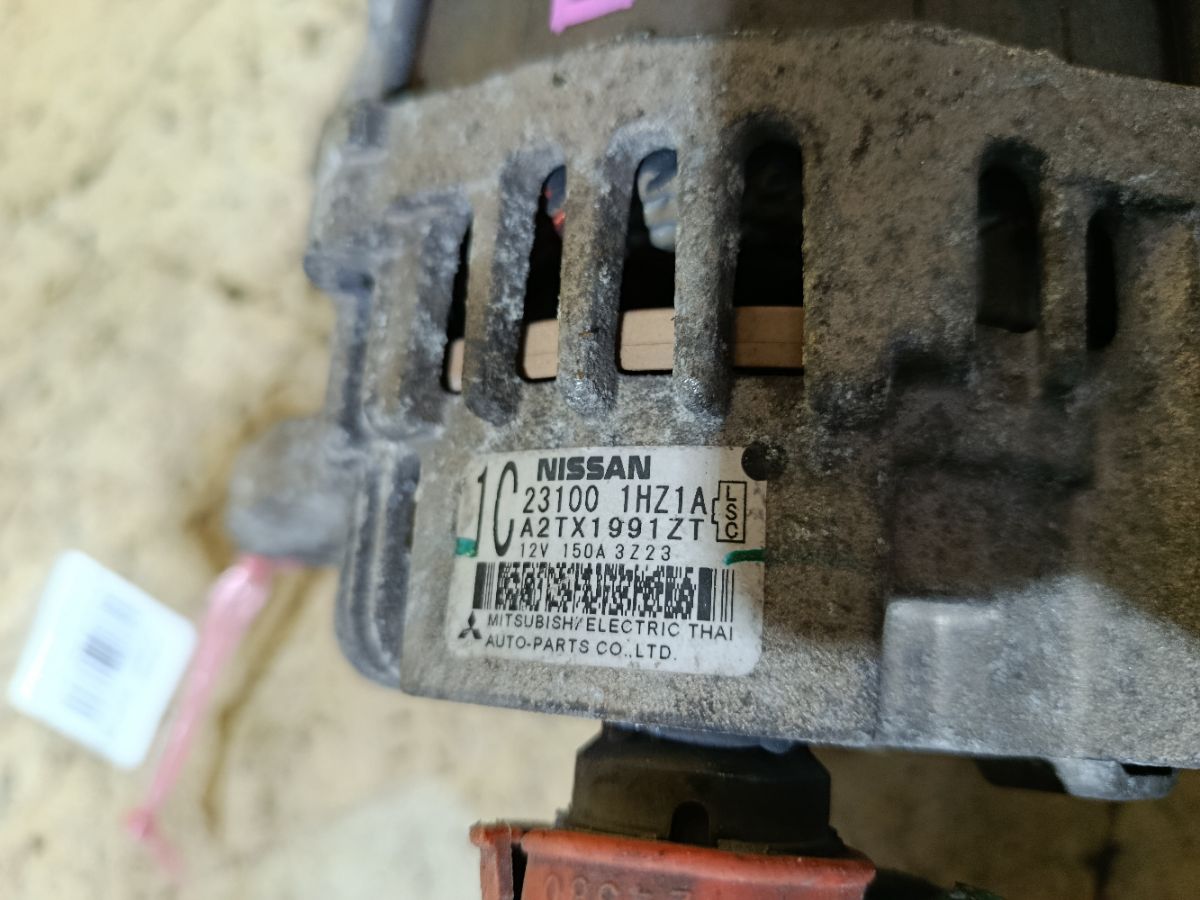 NISSAN
1C
23100 1HZ1A
LSC
A2TX1991ZT
12V 150A 3Z23
MITSUBISHI ELECTRIC THAI
AUTO-PARTS CO.,LTD.